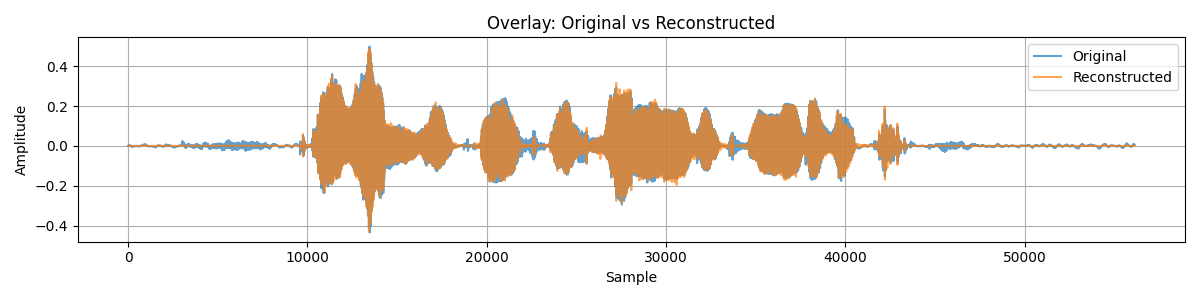 Overlay: Original vs Reconstructed
Original
Reconstructed
Amplitude
0.4
0.2
0.0
−0.2
−0.4
0 10000 20000 30000 40000 50000
Sample